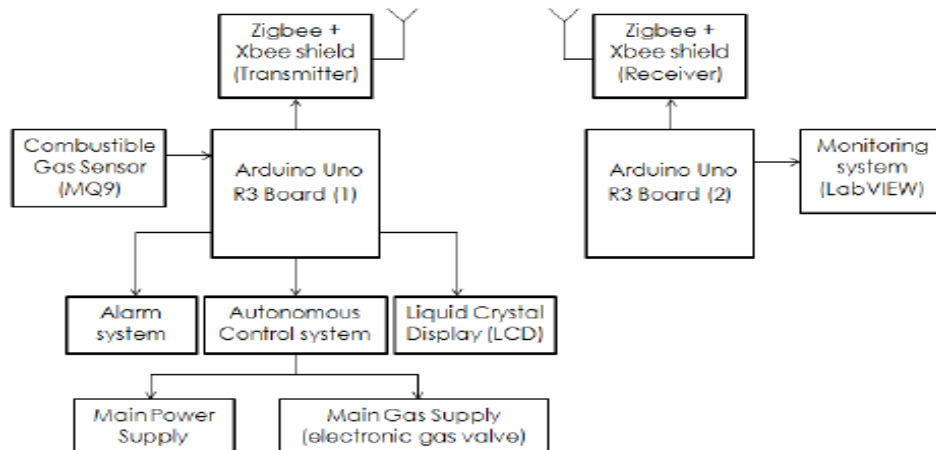 Zigbee +
Xbee shield
(Transmitter)
Zigbee +
Xbee shield
(Receiver)
Combustible
Gas Sensor
(MQ9)
Arduino Uno
R3 Board (1)
Arduino Uno
R3 Board (2)
Monitoring
system
(LabVIEW)
Alarm
system
Autonomous
Control system
Liquid Crystal
Display (LCD)
Main Power
Supply
Main Gas Supply
(electronic gas valve)